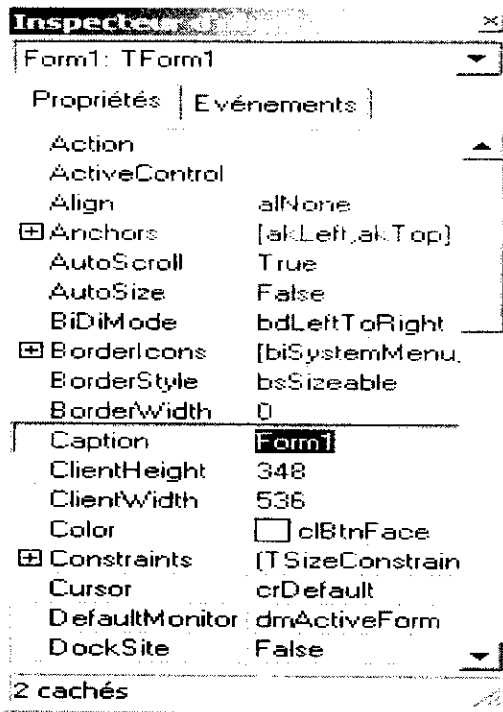 Inspecteur
Form1: TForm1
Propriétés Evénements
Action
ActiveControl
Align alNone
Anchors [akLeft,akTop]
AutoScroll True
AutoSize False
BiDiMode bdLeftToRight
BorderIcons [biSystemMenu,
BorderStyle bsSizeable
BorderWidth 0
Caption Form1
ClientHeight 348
ClientWidth 536
Color clBtnFace
Constraints (TSizeConstrain
Cursor crDefault
DefaultMonitor dmActiveForm
DockSite False
2 cachés